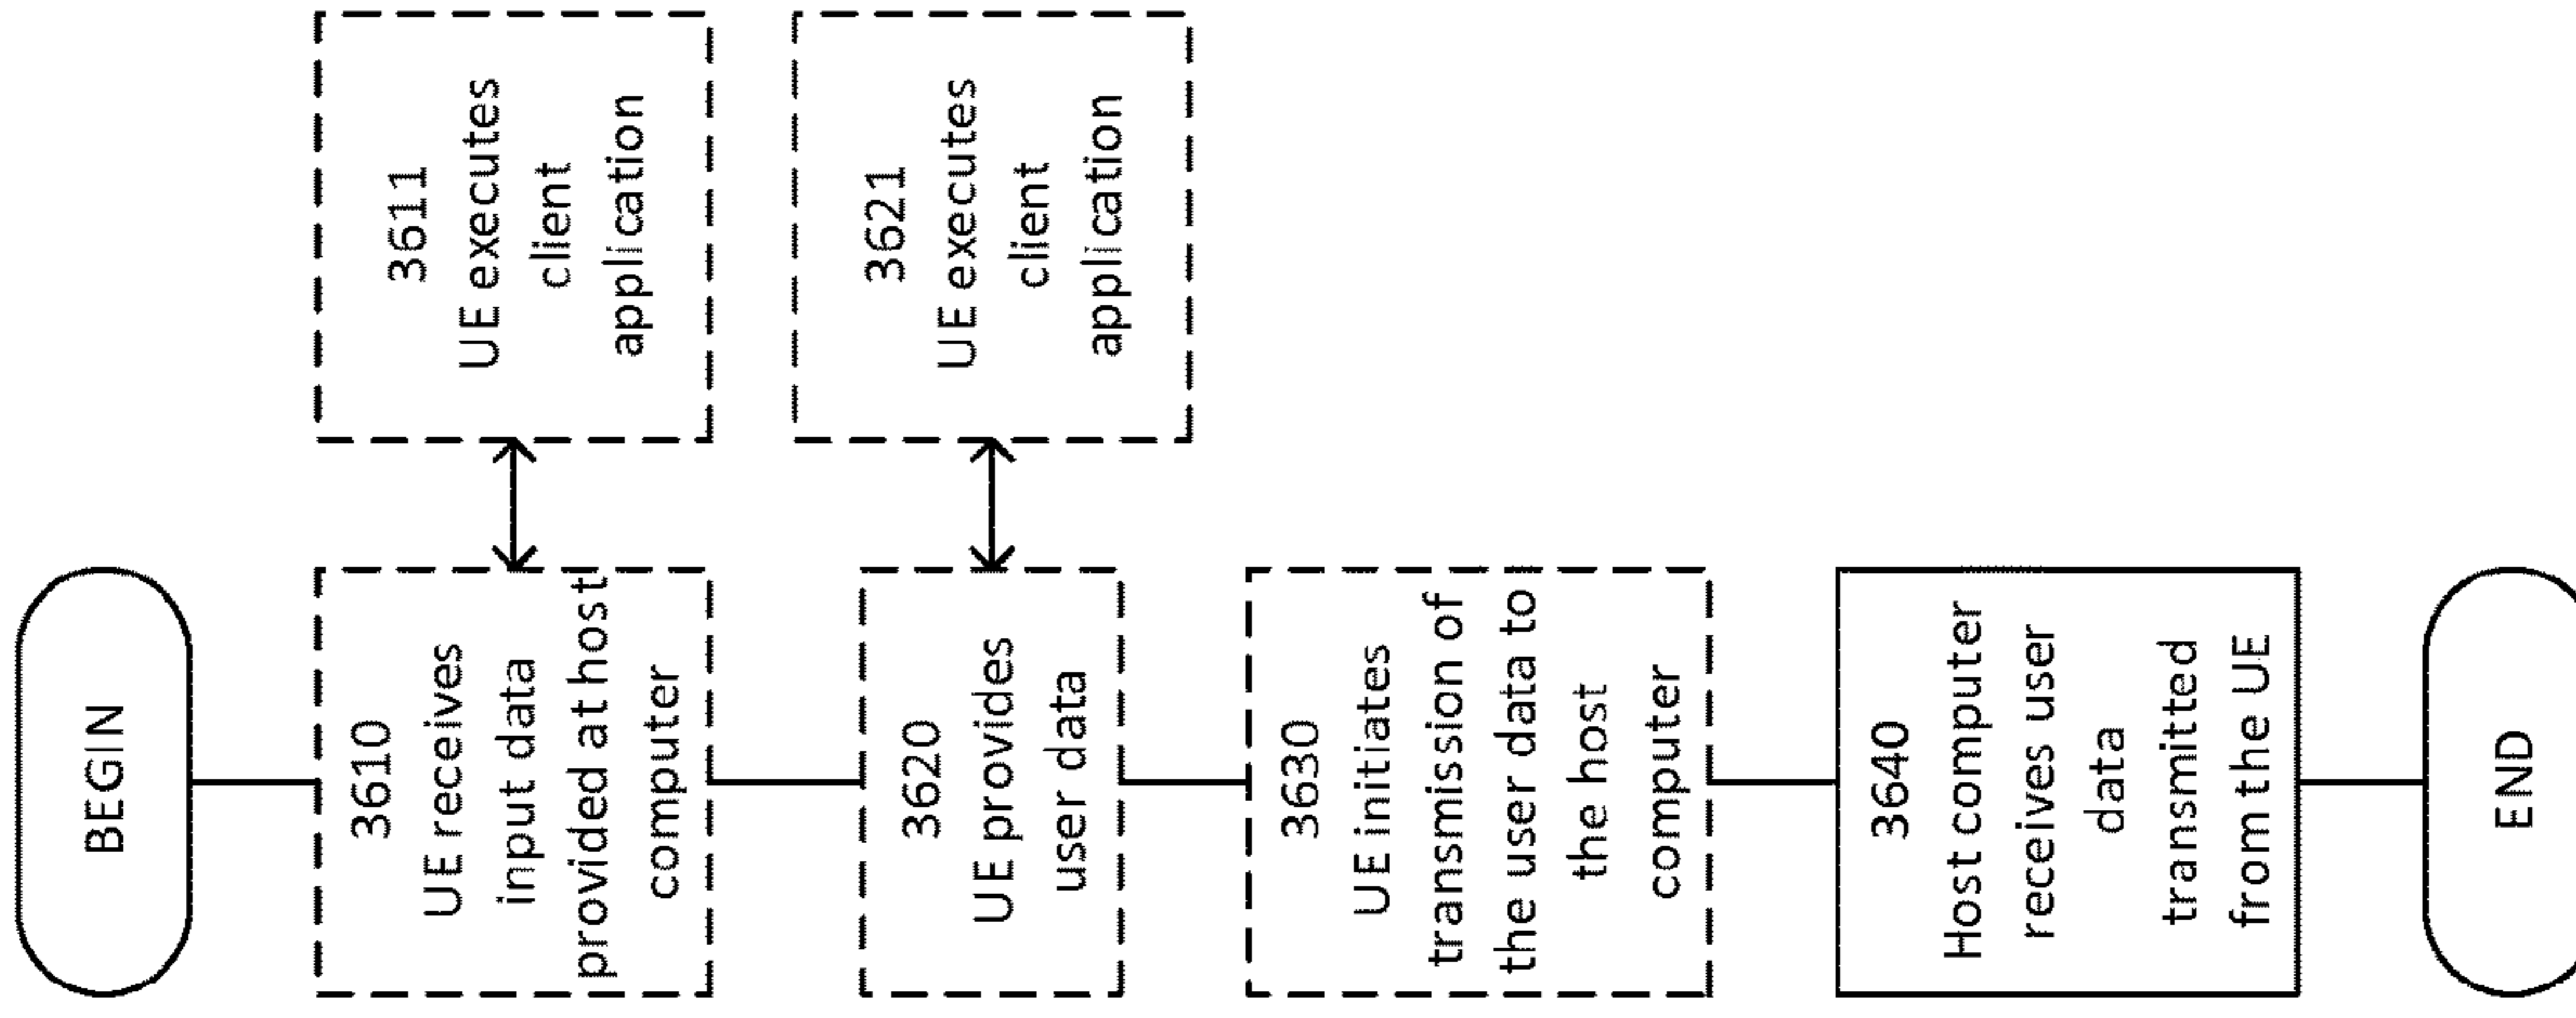 BEGIN
3610
UE receives
input data
provided at host
computer
3611
UE executes
client
application
3620
UE provides
user data
3621
UE executes
client
application
3630
UE initiates
transmission of
the user data to
the host
computer
3640
Host computer
receives user
data
transmitted
from the UE
END